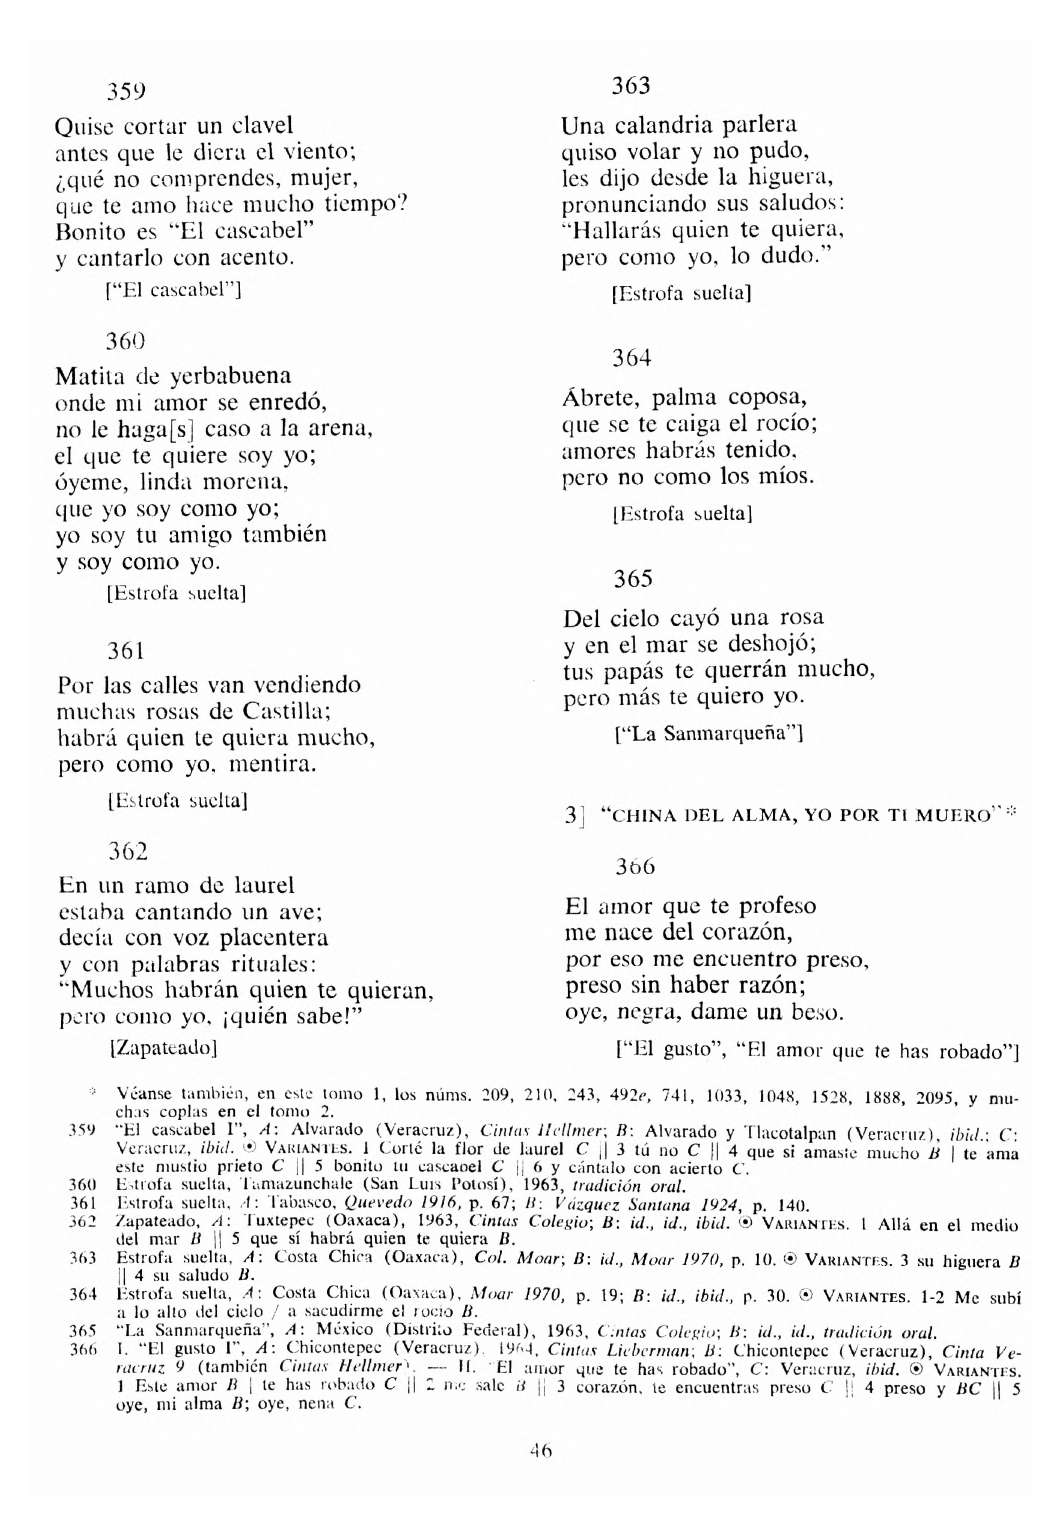 359
Quise cortar un clavel
antes que le diera el viento;
¿qué no comprendes, mujer,
que te amo hace mucho tiempo?
Bonito es “El cascabel”
y cantarlo con acento.
[“El cascabel”]
360
Matita de yerbabuena
onde mi amor se enredó,
no le haga[s] caso a la arena,
el que te quiere soy yo;
óyeme, linda morena,
que yo soy como yo;
yo soy tu amigo también
y soy como yo.
[Estrofa suelta]
361
Por las calles van vendiendo
muchas rosas de Castilla;
habrá quien te quiera mucho,
pero como yo, mentira.
[Estrofa suelta]
362
En un ramo de laurel
estaba cantando un ave;
decía con voz placentera
y con palabras rituales:
“Muchos habrán quien te quieran,
pero como yo, ¡quién sabe!”
[Zapateado]
363
Una calandria parlera
quiso volar y no pudo,
les dijo desde la higuera,
pronunciando sus saludos:
“Hallarás quien te quiera,
pero como yo, lo dudo.”
[Estrofa suelta]
364
Ábrete, palma coposa,
que se te caiga el rocío;
amores habrás tenido,
pero no como los míos.
[Estrofa suelta]
365
Del cielo cayó una rosa
y en el mar se deshojó;
tus papás te querrán mucho,
pero más te quiero yo.
[“La Sanmarqueña”]
3] “CHINA DEL ALMA, YO POR TI MUERO”*
366
El amor que te profeso
me nace del corazón,
por eso me encuentro preso,
preso sin haber razón;
oye, negra, dame un beso.
[“El gusto”, “El amor que te has robado”]
* Véanse también, en este tomo 1, los núms. 209, 210, 243, 492e, 741, 1033, 1048, 1528, 1888, 2095, y mu-
chas coplas en el tomo 2.
359 “El cascabel I”, A: Alvarado (Veracruz), Cintas Hellmer; B: Alvarado y Tlacotalpan (Veracruz), ibid.; C:
Veracruz, ibid. ⦿ VARIANTES. 1 Corté la flor de laurel C || 3 tú no C || 4 que si amaste mucho B | te ama
este mustio prieto C || 5 bonito tu cascabel C || 6 y cántalo con acierto C.
360 Estrofa suelta, Tamazunchale (San Luis Potosí), 1963, tradición oral.
361 Estrofa suelta, A: Tabasco, Quevedo 1916, p. 67; B: Vázquez Santana 1924, p. 140.
362 Zapateado, A: Tuxtepec (Oaxaca), 1963, Cintas Colegio; B: id., id., ibid. ⦿ VARIANTES. 1 Allá en el medio
del mar B || 5 que sí habrá quien te quiera B.
363 Estrofa suelta, A: Costa Chica (Oaxaca), Col. Moar; B: id., Moar 1970, p. 10. ⦿ VARIANTES. 3 su higuera B
|| 4 su saludo B.
364 Estrofa suelta, A: Costa Chica (Oaxaca), Moar 1970, p. 19; B: id., ibid., p. 30. ⦿ VARIANTES. 1-2 Me subí
a lo alto del cielo / a sacudirme el rocío B.
365 “La Sanmarqueña”, A: México (Distrito Federal), 1963, Cintas Colegio; B: id., id., tradición oral.
366 I. “El gusto I”, A: Chicontepec (Veracruz), 1964, Cintas Lieberman; B: Chicontepec (Veracruz), Cinta Ve-
racruz 9 (también Cintas Hellmer). — II. “El amor que te has robado”, C: Veracruz, ibid. ⦿ VARIANTES.
1 Este amor B | te has robado C || 2 me sale B || 3 corazón, te encuentras preso C || 4 preso y BC || 5
oye, mi alma B; oye, nena C.
46